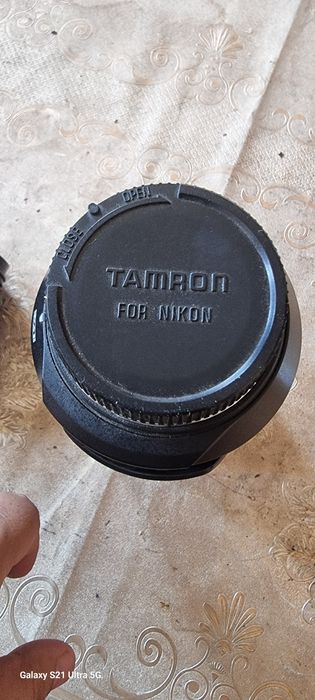 OPEN
CLOSE
TAMRON
FOR NIKON
Galaxy S21 Ultra 5G